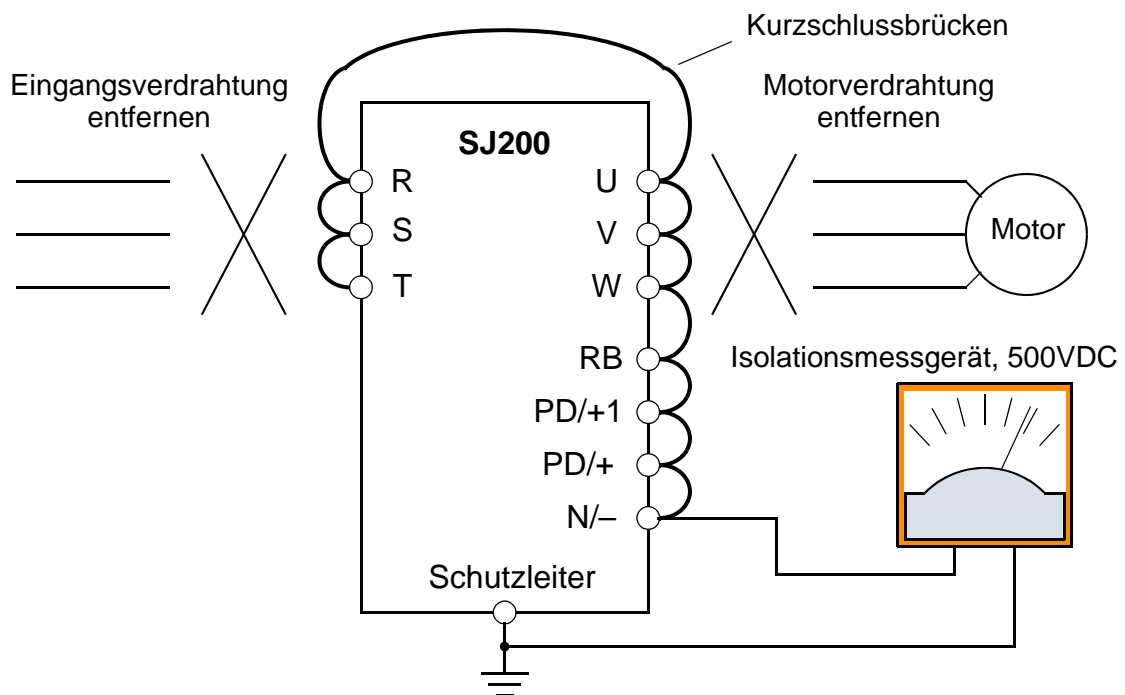 Kurzschlussbrücken
Eingangsverdrahtung
entfernen
Motorverdrahtung
entfernen
SJ200
R
U
S
V
Motor
T
W
RB
Isolationsmessgerät, 500VDC
PD/+1
PD/+
N/–
Schutzleiter